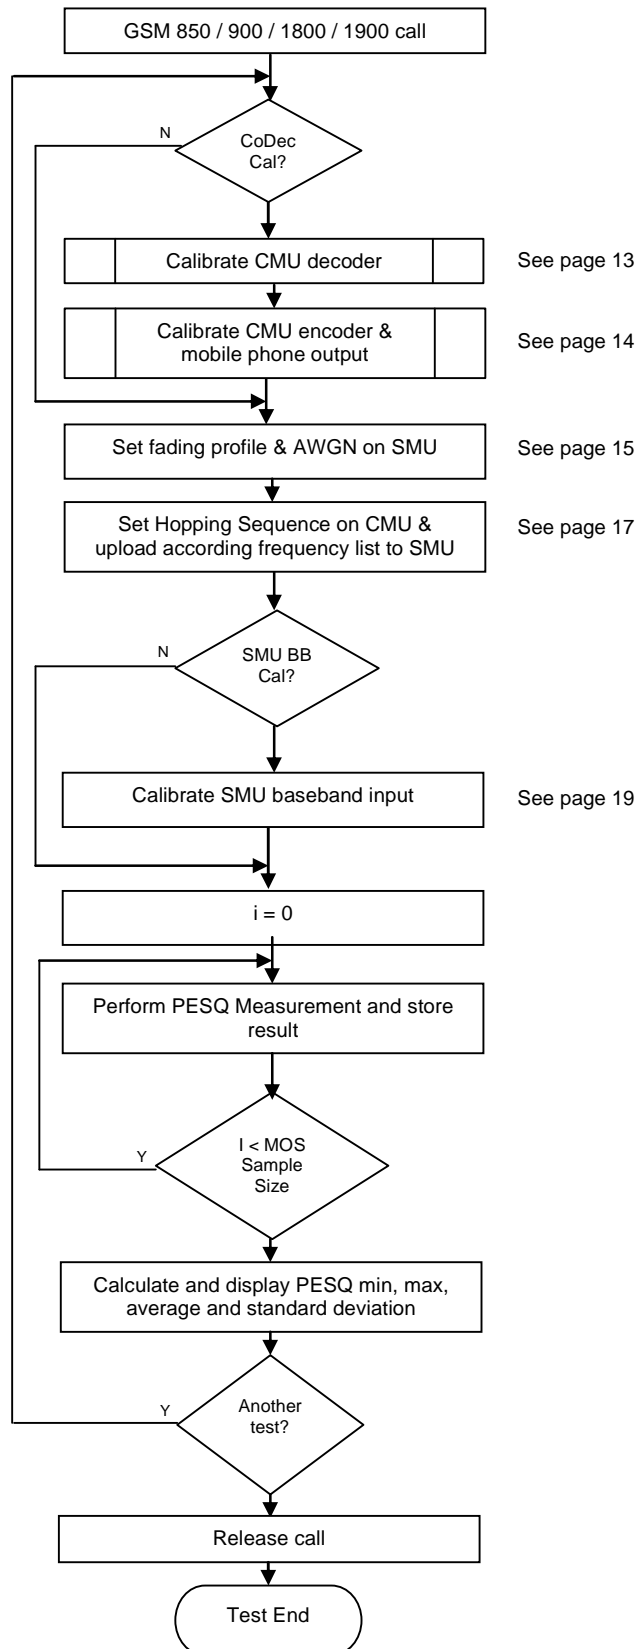 GSM 850 / 900 / 1800 / 1900 call
N
CoDec
Cal?
Calibrate CMU decoder
See page 13
Calibrate CMU encoder &
mobile phone output
See page 14
Set fading profile & AWGN on SMU
See page 15
Set Hopping Sequence on CMU &
upload according frequency list to SMU
See page 17
N
SMU BB
Cal?
Calibrate SMU baseband input
See page 19
i = 0
Perform PESQ Measurement and store
result
I < MOS
Sample
Size
Y
Calculate and display PESQ min, max,
average and standard deviation
Y
Another
test?
Release call
Test End